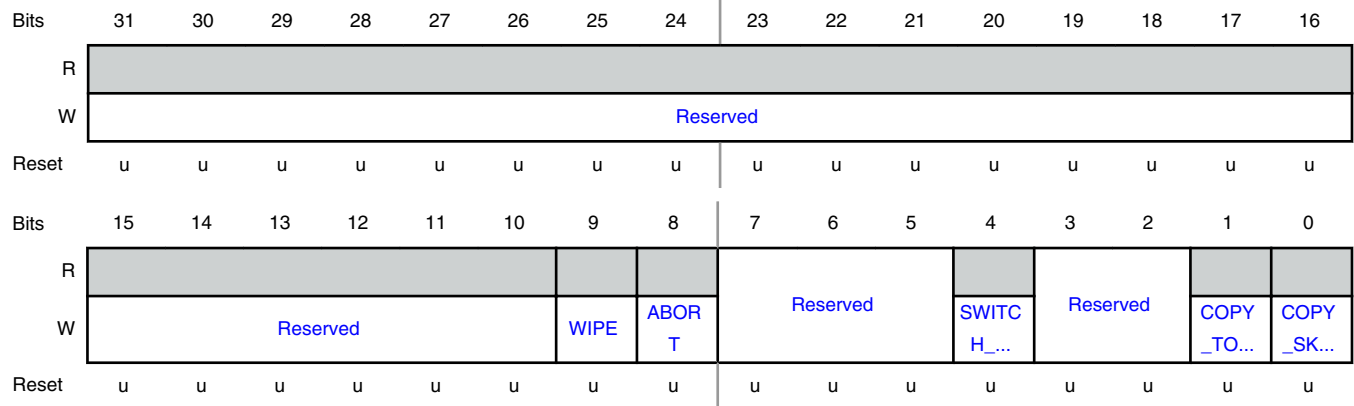 Bits 31 30 29 28 27 26 25 24 23 22 21 20 19 18 17 16
R
W Reserved
Reset u u u u u u u u u u u u u u u u
Bits 15 14 13 12 11 10 9 8 7 6 5 4 3 2 1 0
R
Reserved Reserved
W Reserved WIPE ABOR SWITC COPY COPY
T H_... _TO... _SK...
Reset u u u u u u u u u u u u u u u u